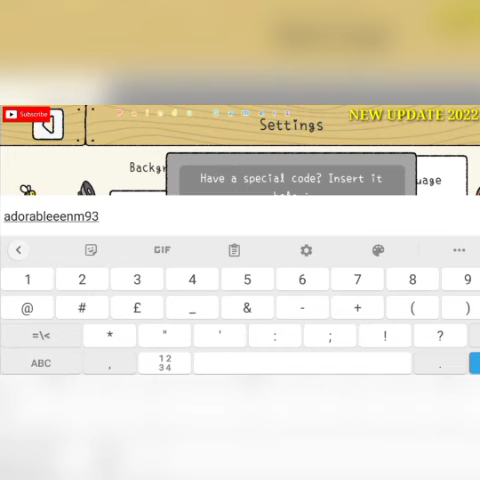 Subscribe
NEW UPDATE 2022
Settings
Have a special code? Insert it
adorableeenm93
GIF
1 2 3 4 5 6 7 8 9
@ # £ _ & - + ( )
=\< * " ' : ; ! ?
ABC , 12 34 .